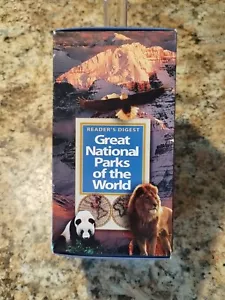 READER'S DIGEST
Great
National
Parks
of the
World